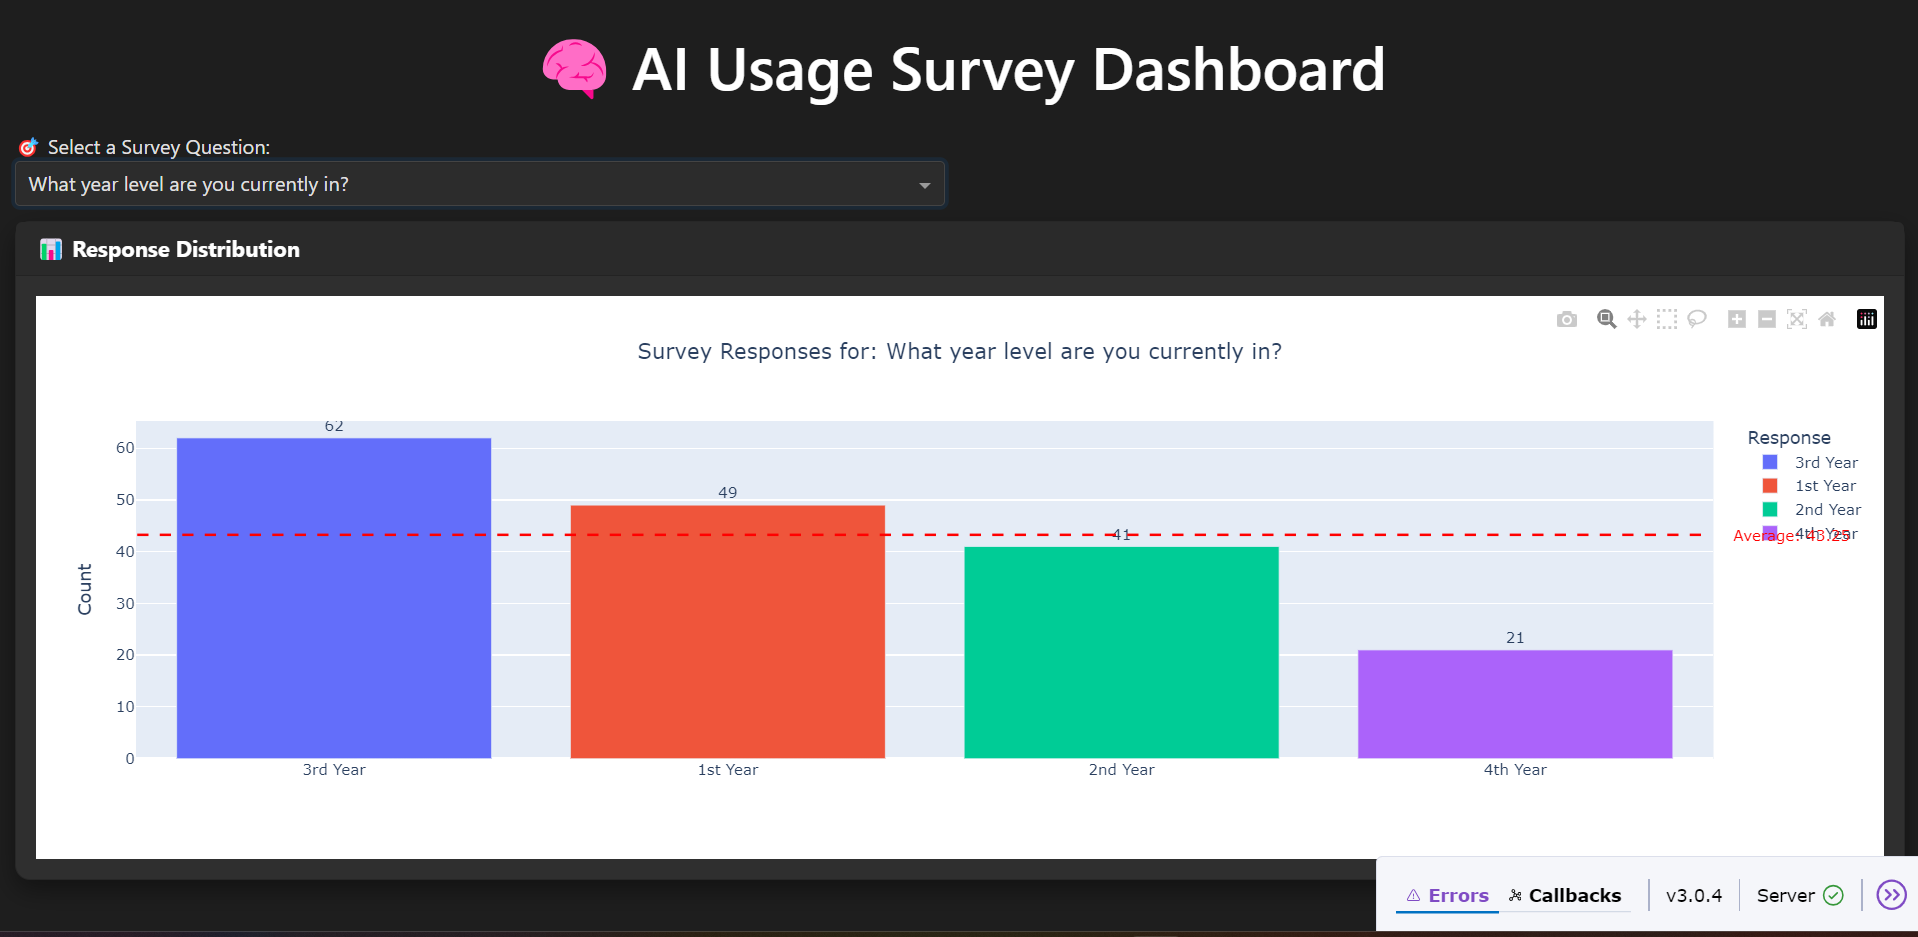 AI Usage Survey Dashboard
Select a Survey Question:
What year level are you currently in?
Response Distribution
Survey Responses for: What year level are you currently in?
62
49
41
21
60
50
40
30
20
10
0
Count
3rd Year
1st Year
2nd Year
4th Year
Response
3rd Year
1st Year
2nd Year
4th Year
Average: 43.25
Errors
Callbacks
v3.0.4
Server